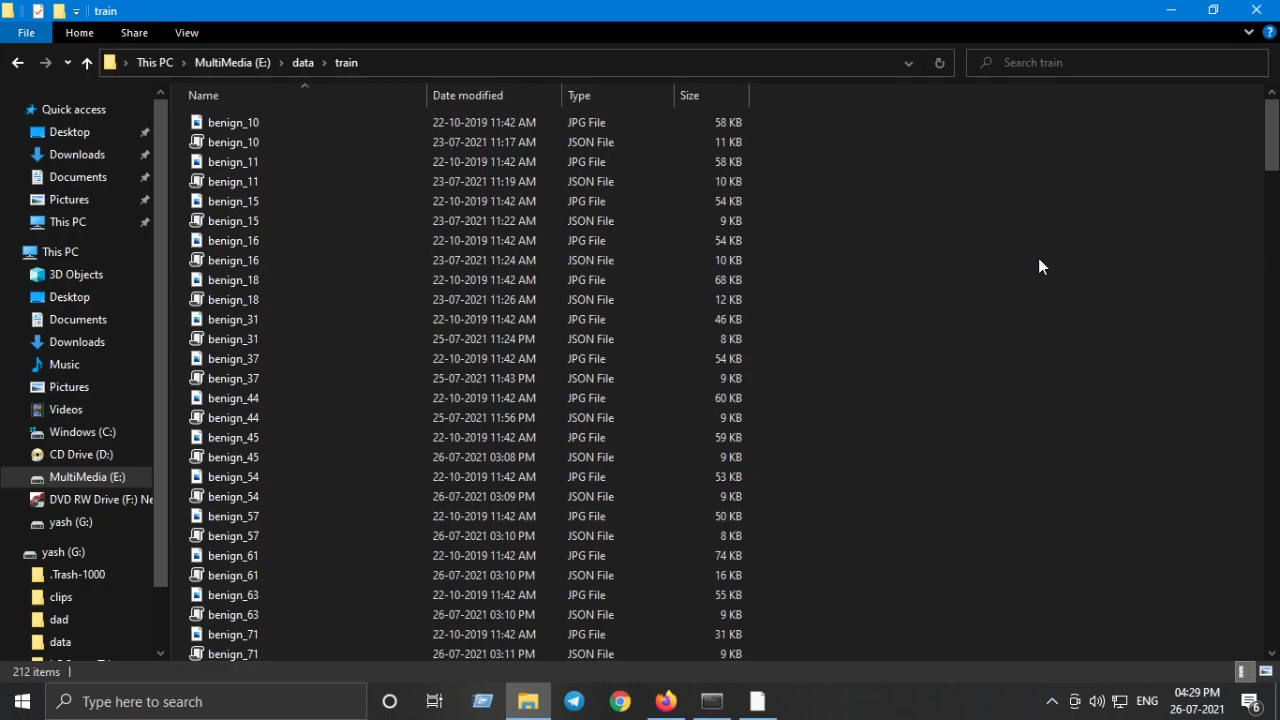 train
File Home Share View
This PC MultiMedia (E:) data train Search train
Name Date modified Type Size
Quick access
Desktop
Downloads
Documents
Pictures
This PC
This PC
3D Objects
Desktop
Documents
Downloads
Music
Pictures
Videos
Windows (C:)
CD Drive (D:)
MultiMedia (E:)
DVD RW Drive (F:) Ne
yash (G:)
yash (G:)
.Trash-1000
clips
dad
data
benign_10 22-10-2019 11:42 AM JPG File 58 KB
benign_10 23-07-2021 11:17 AM JSON File 11 KB
benign_11 22-10-2019 11:42 AM JPG File 58 KB
benign_11 23-07-2021 11:19 AM JSON File 10 KB
benign_15 22-10-2019 11:42 AM JPG File 54 KB
benign_15 23-07-2021 11:22 AM JSON File 9 KB
benign_16 22-10-2019 11:42 AM JPG File 54 KB
benign_16 23-07-2021 11:24 AM JSON File 10 KB
benign_18 22-10-2019 11:42 AM JPG File 68 KB
benign_18 23-07-2021 11:26 AM JSON File 12 KB
benign_31 22-10-2019 11:42 AM JPG File 46 KB
benign_31 25-07-2021 11:24 PM JSON File 8 KB
benign_37 22-10-2019 11:42 AM JPG File 54 KB
benign_37 25-07-2021 11:43 PM JSON File 9 KB
benign_44 22-10-2019 11:42 AM JPG File 60 KB
benign_44 25-07-2021 11:56 PM JSON File 9 KB
benign_45 22-10-2019 11:42 AM JPG File 59 KB
benign_45 26-07-2021 03:08 PM JSON File 9 KB
benign_54 22-10-2019 11:42 AM JPG File 53 KB
benign_54 26-07-2021 03:09 PM JSON File 9 KB
benign_57 22-10-2019 11:42 AM JPG File 50 KB
benign_57 26-07-2021 03:10 PM JSON File 8 KB
benign_61 22-10-2019 11:42 AM JPG File 74 KB
benign_61 26-07-2021 03:10 PM JSON File 16 KB
benign_63 22-10-2019 11:42 AM JPG File 55 KB
benign_63 26-07-2021 03:10 PM JSON File 9 KB
benign_71 22-10-2019 11:42 AM JPG File 31 KB
benign_71 26-07-2021 03:11 PM JSON File 9 KB
212 items
Type here to search
ENG
04:29 PM
26-07-2021
6